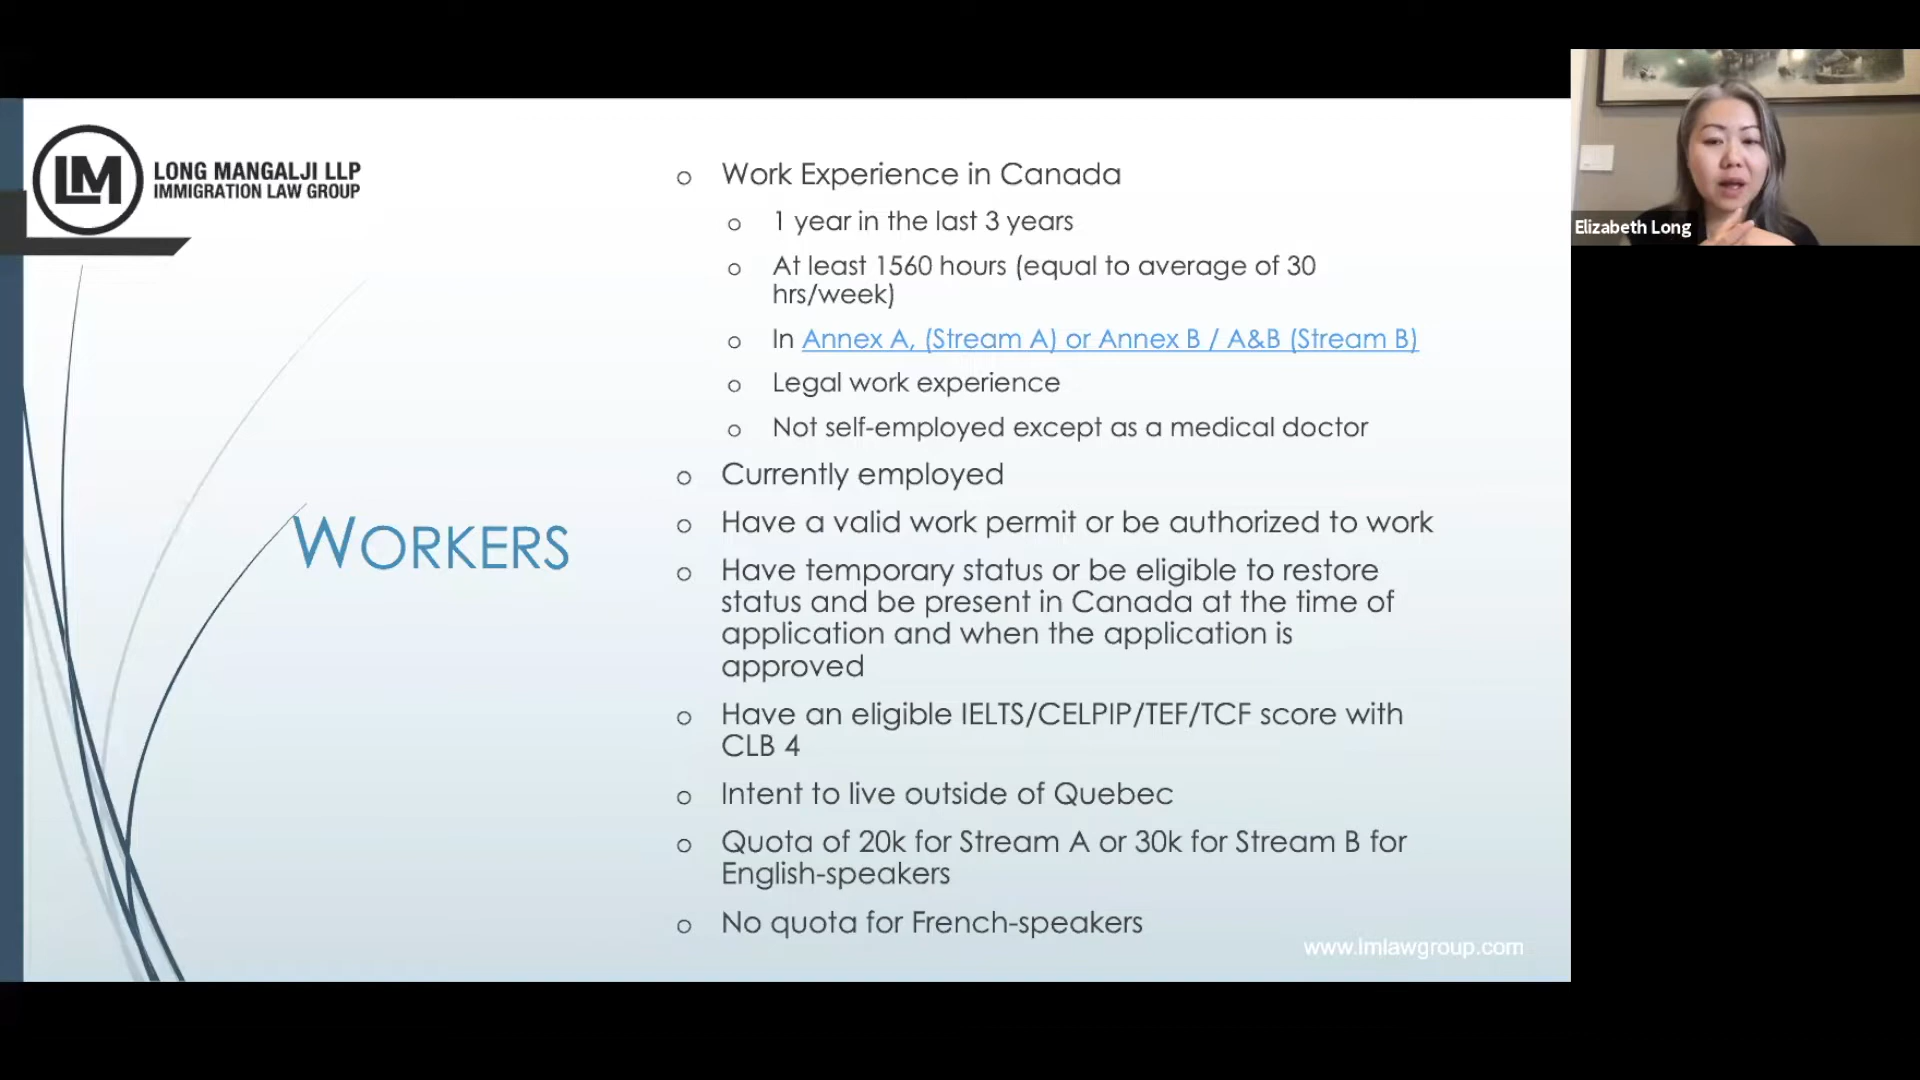 LM
LONG MANGALJI LLP
IMMIGRATION LAW GROUP
WORKERS
o Work Experience in Canada
o 1 year in the last 3 years
o At least 1560 hours (equal to average of 30
hrs/week)
o In Annex A, (Stream A) or Annex B / A&B (Stream B)
o Legal work experience
o Not self-employed except as a medical doctor
o Currently employed
o Have a valid work permit or be authorized to work
o Have temporary status or be eligible to restore
status and be present in Canada at the time of
application and when the application is
approved
o Have an eligible IELTS/CELPIP/TEF/TCF score with
CLB 4
o Intent to live outside of Quebec
o Quota of 20k for Stream A or 30k for Stream B for
English-speakers
o No quota for French-speakers
www.lmlawgroup.com
Elizabeth Long